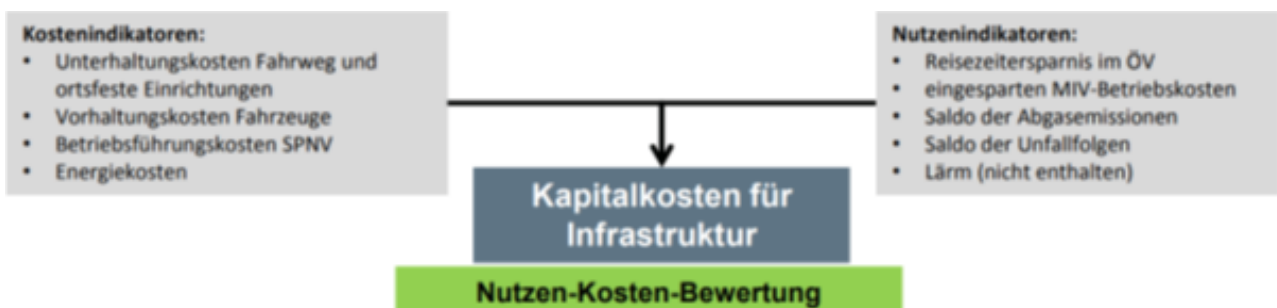 Kostenindikatoren:
• Unterhaltungskosten Fahrweg und
ortsfeste Einrichtungen
• Vorhaltungskosten Fahrzeuge
• Betriebsführungskosten SPNV
• Energiekosten
Nutzenindikatoren:
• Reisezeitersparnis im ÖV
• eingesparten MIV-Betriebskosten
• Saldo der Abgasemissionen
• Saldo der Unfallfolgen
• Lärm (nicht enthalten)
Kapitalkosten für
Infrastruktur
Nutzen-Kosten-Bewertung